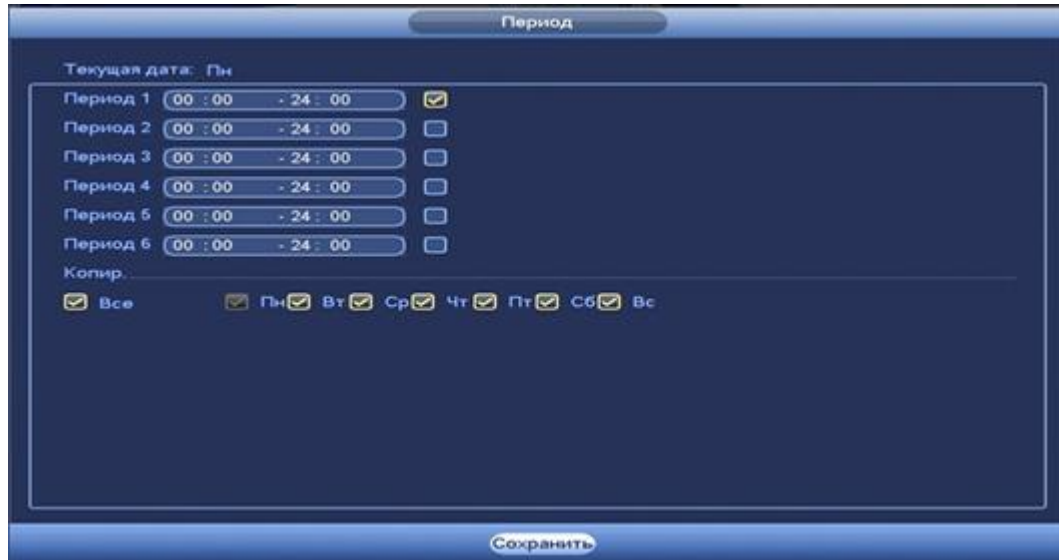 Период
Текущая дата: Пн
Период 1 00 : 00 - 24 : 00
Период 2 00 : 00 - 24 : 00
Период 3 00 : 00 - 24 : 00
Период 4 00 : 00 - 24 : 00
Период 5 00 : 00 - 24 : 00
Период 6 00 : 00 - 24 : 00
Копир.
Все Пн Вт Ср Чт Пт Сб Вс
Сохранить